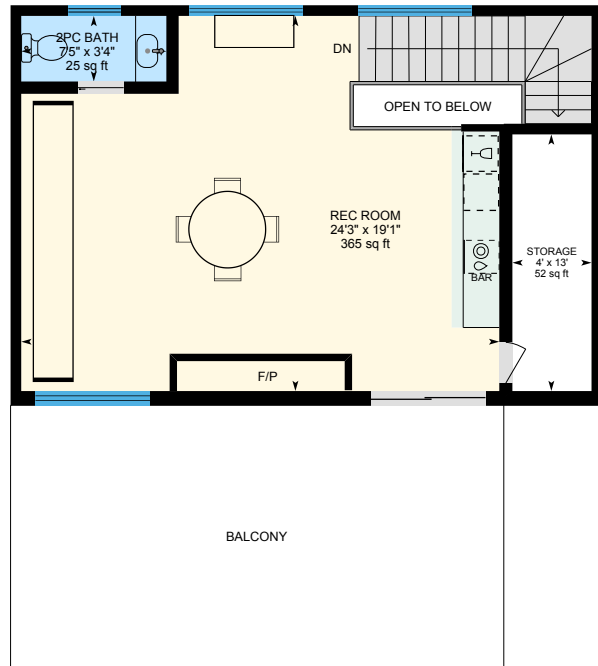 2PC BATH
7'5" x 3'4"
25 sq ft
DN
OPEN TO BELOW
REC ROOM
24'3" x 19'1"
365 sq ft
STORAGE
4' x 13'
52 sq ft
BAR
F/P
BALCONY